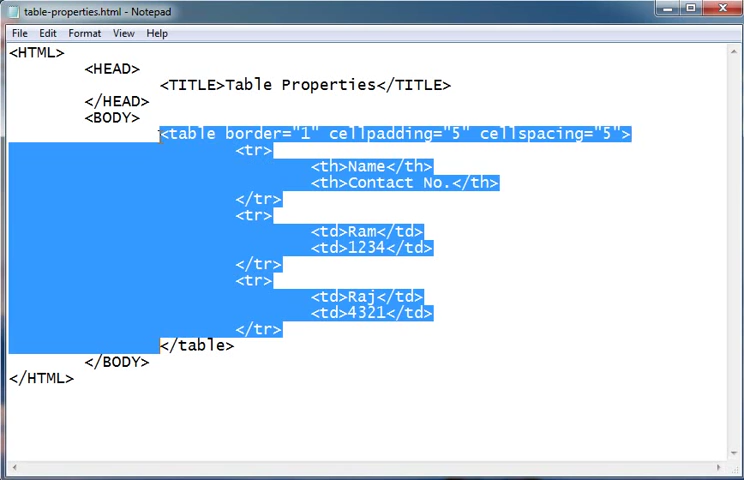 table-properties.html - Notepad
File Edit Format View Help
<HTML>
<HEAD>
<TITLE>Table Properties</TITLE>
</HEAD>
<BODY>
<table border="1" cellpadding="5" cellspacing="5">
<tr>
<th>Name</th>
<th>Contact No.</th>
</tr>
<tr>
<td>Ram</td>
<td>1234</td>
</tr>
<tr>
<td>Raj</td>
<td>4321</td>
</tr>
</table>
</BODY>
</HTML>